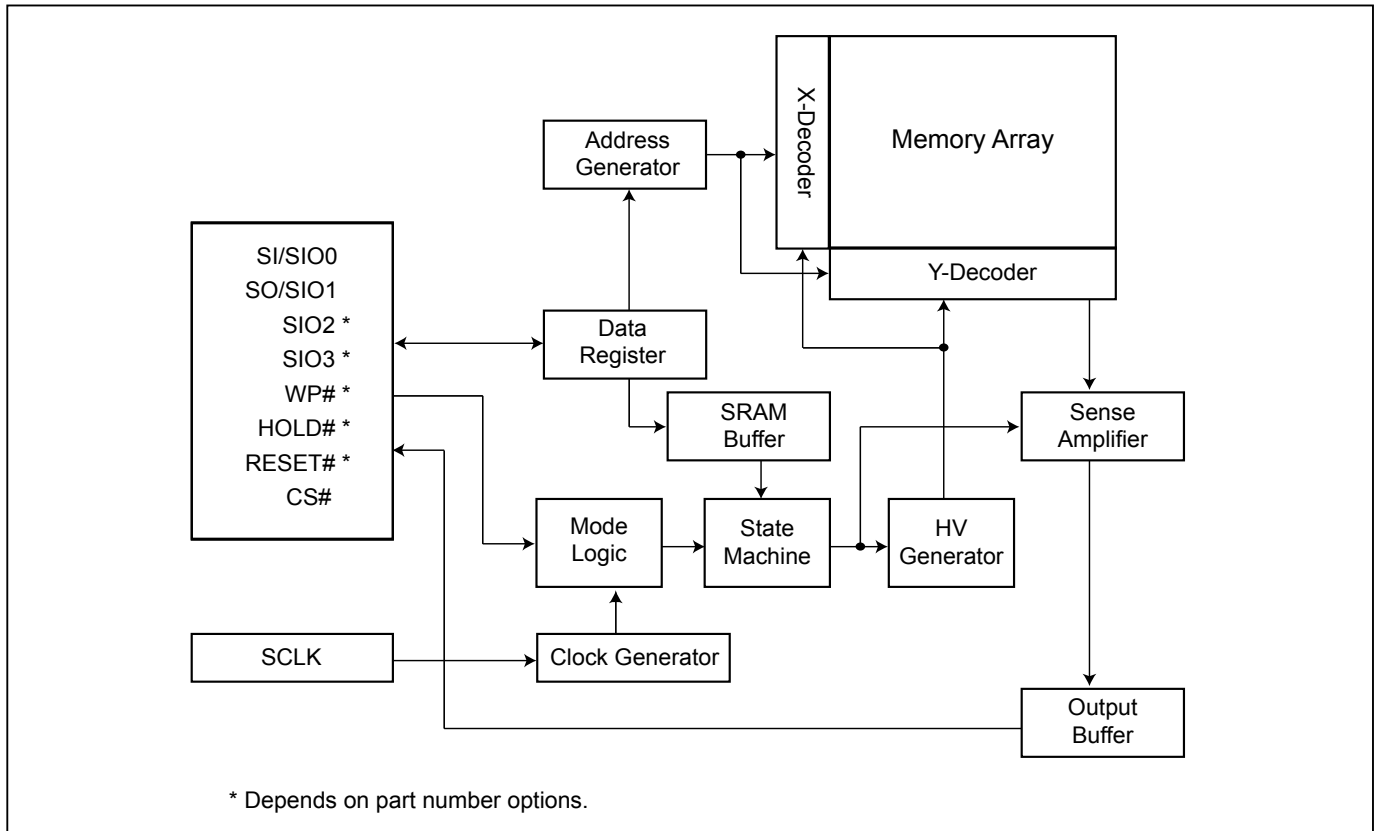 X-Decoder
Memory Array
Address
Generator
Y-Decoder
SI/SIO0
SO/SIO1
SIO2 *
SIO3 *
WP# *
HOLD# *
RESET# *
CS#
Data
Register
SRAM
Buffer
Sense
Amplifier
Mode
Logic
State
Machine
HV
Generator
SCLK
Clock Generator
Output
Buffer
* Depends on part number options.